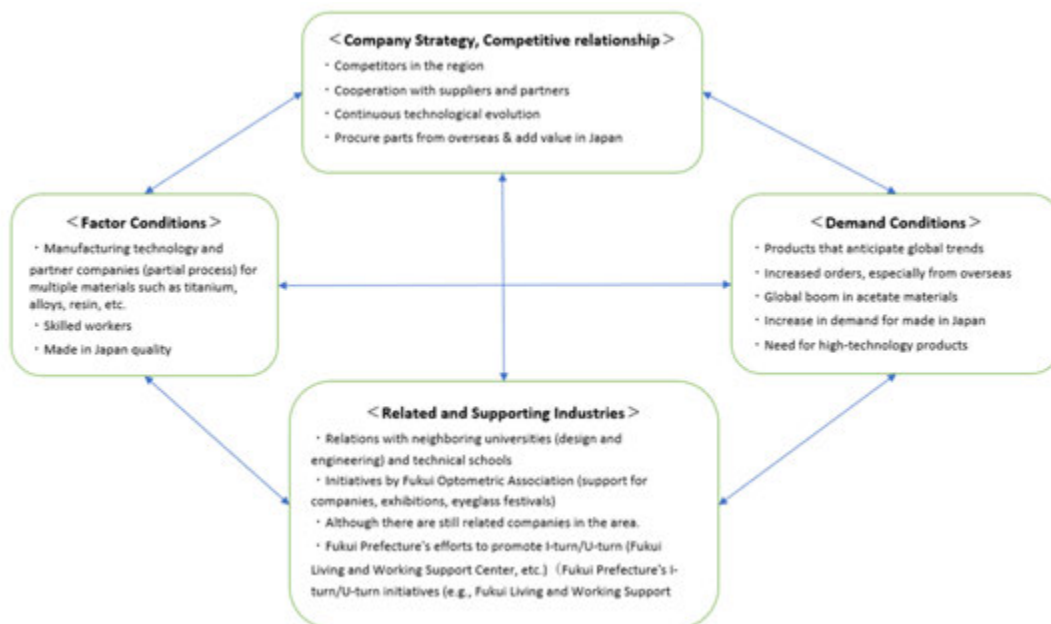 ＜Company Strategy, Competitive relationship＞
・Competitors in the region
・Cooperation with suppliers and partners
・Continuous technological evolution
・Procure parts from overseas & add value in Japan
＜Factor Conditions＞
・Manufacturing technology and
partner companies (partial process) for
multiple materials such as titanium,
alloys, resin, etc.
・Skilled workers
・Made in Japan quality
＜Demand Conditions＞
・Products that anticipate global trends
・Increased orders, especially from overseas
・Global boom in acetate materials
・Increase in demand for made in Japan
・Need for high-technology products
＜Related and Supporting Industries＞
・Relations with neighboring universities (design and
engineering) and technical schools
・Initiatives by Fukui Optometric Association (support for
companies, exhibitions, eyeglass festivals)
・Although there are still related companies in the area.
・Fukui Prefecture's efforts to promote I-turn/U-turn (Fukui
Living and Working Support Center, etc.)（Fukui Prefecture's I-
turn/U-turn initiatives (e.g., Fukui Living and Working Support